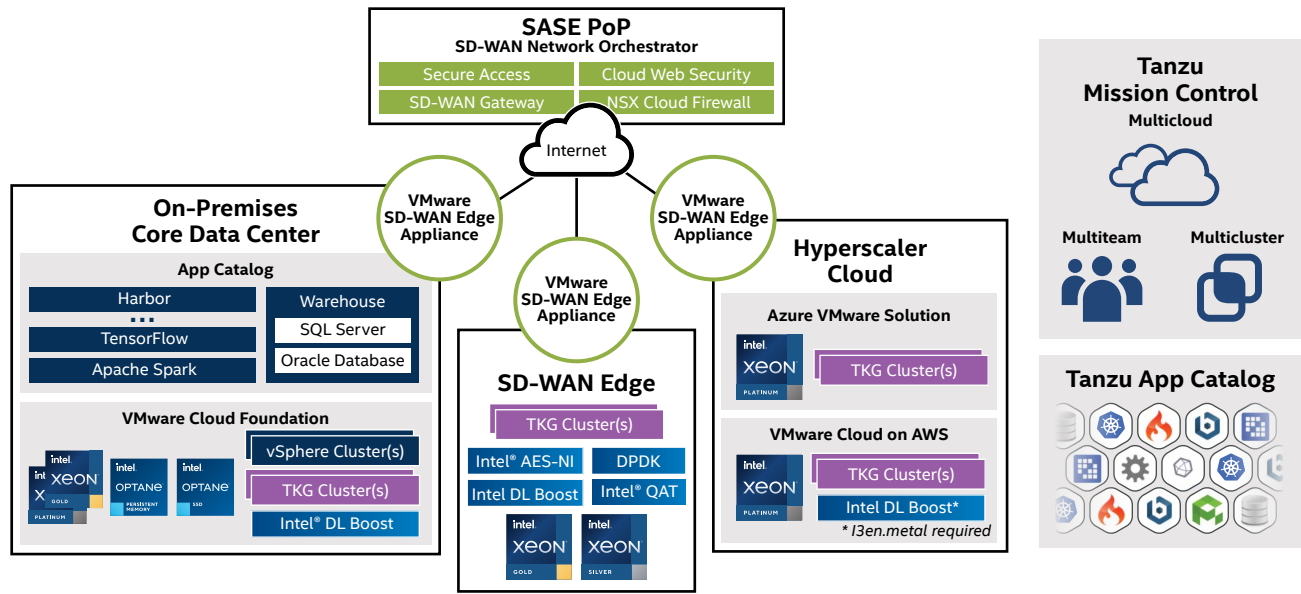 SASE PoP
SD-WAN Network Orchestrator
Secure Access
Cloud Web Security
SD-WAN Gateway
NSX Cloud Firewall
Internet
VMware
SD-WAN Edge
Appliance
VMware
SD-WAN Edge
Appliance
VMware
SD-WAN Edge
Appliance
On-Premises
Core Data Center
App Catalog
Harbor
...
TensorFlow
Apache Spark
Warehouse
SQL Server
Oracle Database
VMware Cloud Foundation
int
X
PLATINUM
intel.
xeon
GOLD
intel.
OPTANE
PERSISTENT
MEMORY
intel.
OPTANE
SSD
vSphere Cluster(s)
TKG Cluster(s)
Intel® DL Boost
SD-WAN Edge
TKG Cluster(s)
Intel® AES-NI
DPDK
Intel DL Boost
Intel® QAT
intel.
xeon
GOLD
intel.
xeon
SILVER
Hyperscaler
Cloud
Azure VMware Solution
intel.
xeon
PLATINUM
TKG Cluster(s)
VMware Cloud on AWS
intel.
xeon
PLATINUM
TKG Cluster(s)
Intel DL Boost*
* I3en.metal required
Tanzu
Mission Control
Multicloud
Multiteam
Multicluster
Tanzu App Catalog